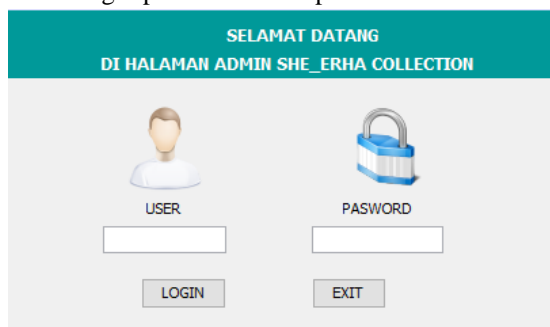 SELAMAT DATANG
DI HALAMAN ADMIN SHE_ERHA COLLECTION
USER PASWORD
LOGIN EXIT